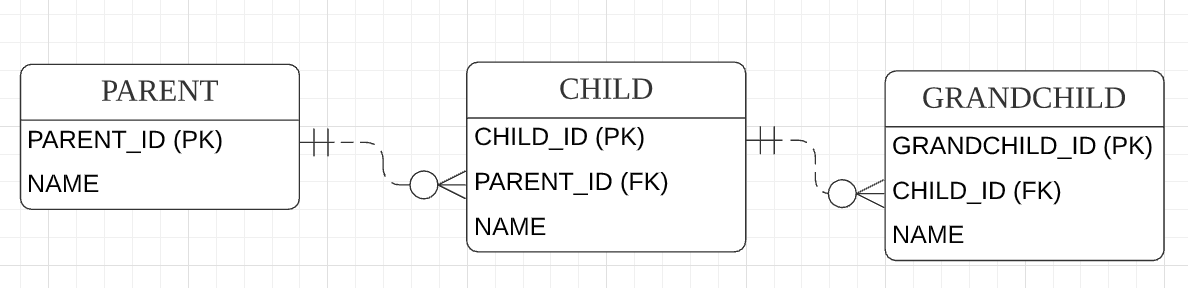 PARENT
PARENT_ID (PK)
NAME
CHILD
CHILD_ID (PK)
PARENT_ID (FK)
NAME
GRANDCHILD
GRANDCHILD_ID (PK)
CHILD_ID (FK)
NAME